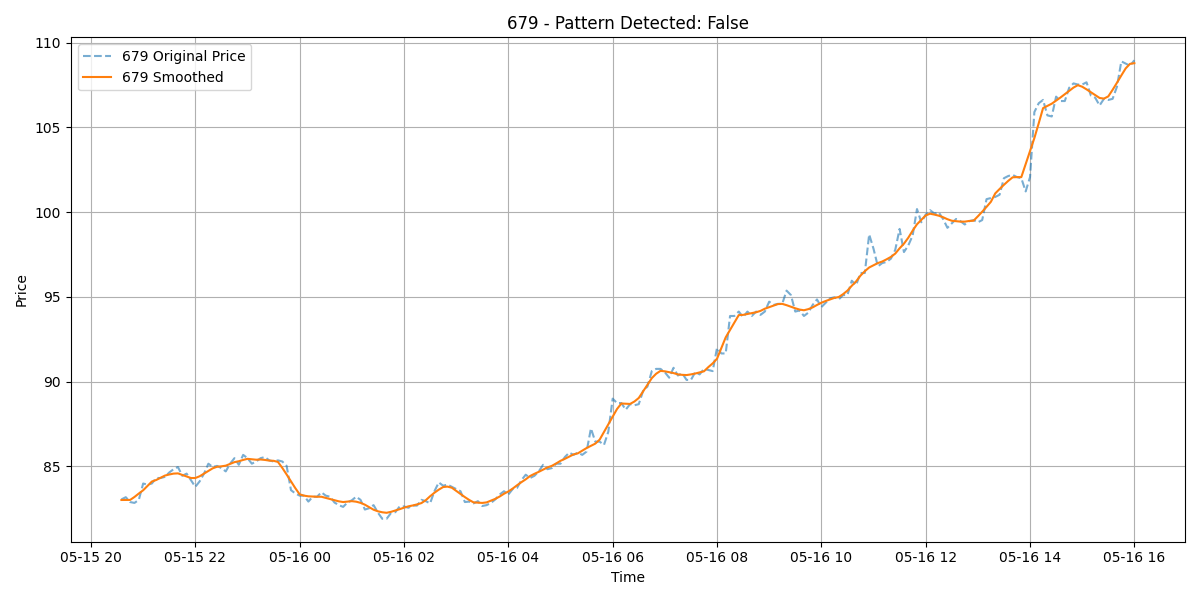 679 - Pattern Detected: False
679 Original Price
679 Smoothed
110
105
100
95
90
85
Price
05-15 20 05-15 22 05-16 00 05-16 02 05-16 04 05-16 06 05-16 08 05-16 10 05-16 12 05-16 14 05-16 16
Time